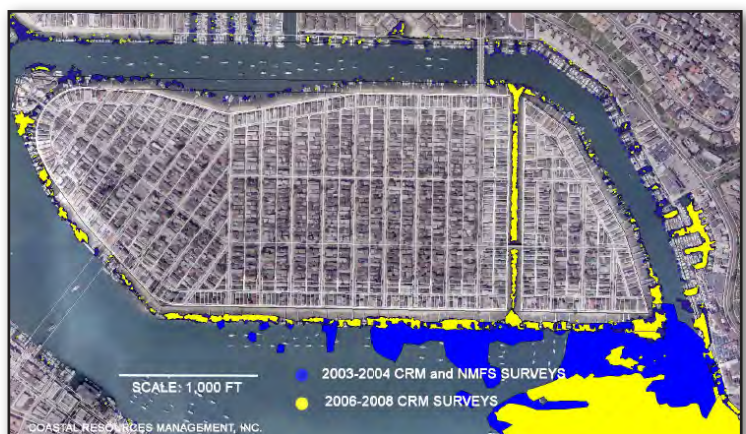 2003-2004 CRM and NMFS SURVEYS
SCALE: 1,000 FT
2006-2008 CRM SURVEYS
COASTAL RESOURCES MANAGEMENT, INC.